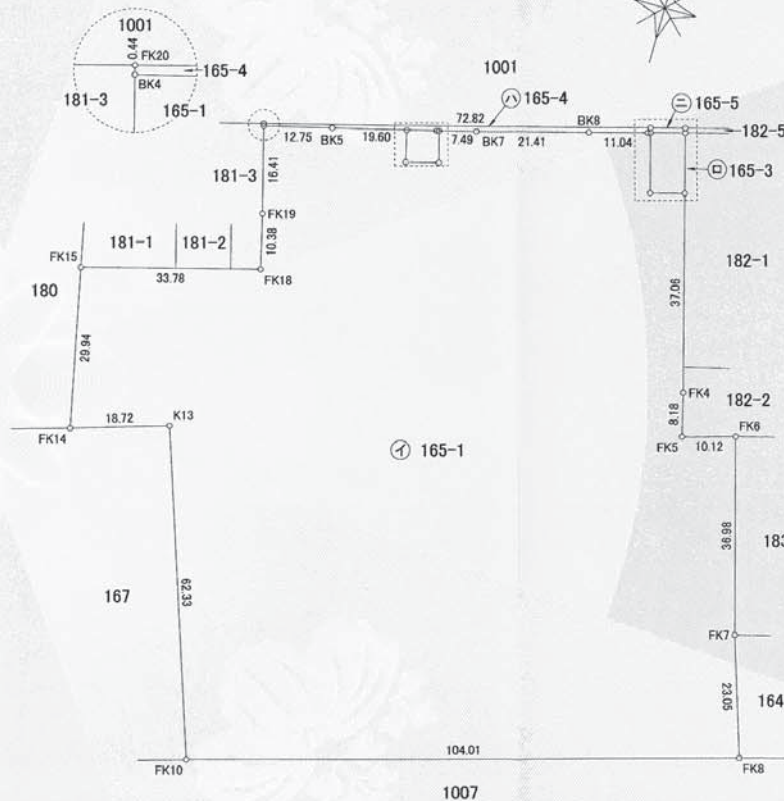 1001
0.44
FK20
165-4
BK4
181-3
165-1
1001
㋩ 165-4
㋥ 165-5
72.82
BK8
12.75
BK5
19.60
7.49
BK7
21.41
11.04
182-5
181-3
16.41
㋺ 165-3
FK19
10.38
181-1
181-2
FK15
33.78
FK18
180
182-1
37.06
29.94
FK4
182-2
8.18
18.72
K13
FK14
FK5
10.12
FK6
㋑ 165-1
36.98
183
167
62.33
FK7
23.05
164
104.01
FK10
FK8
1007